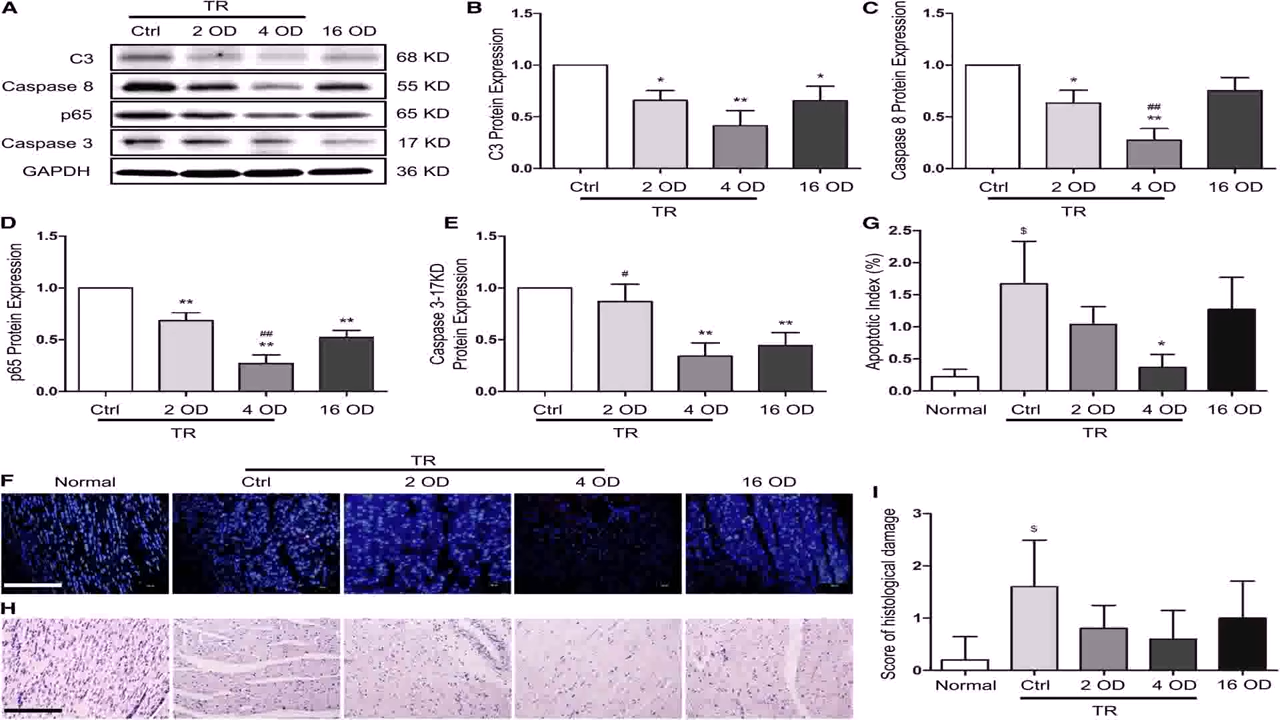 A
TR
Ctrl 2 OD 4 OD 16 OD
C3 68 KD
Caspase 8 55 KD
p65 65 KD
Caspase 3 17 KD
GAPDH 36 KD
B
C3 Protein Expression
1.5
1.0
0.5
0.0
*
**
*
Ctrl 2 OD 4 OD 16 OD
TR
C
Caspase 8 Protein Expression
1.5
1.0
0.5
0.0
*
##
**
Ctrl 2 OD 4 OD 16 OD
TR
D
p65 Protein Expression
1.5
1.0
0.5
0.0
**
##
**
**
Ctrl 2 OD 4 OD 16 OD
TR
E
Caspase 3-17KD
Protein Expression
1.5
1.0
0.5
0.0
#
**
**
Ctrl 2 OD 4 OD 16 OD
TR
G
Apoptotic Index (%)
2.5
2.0
1.5
1.0
0.5
0.0
$
*
Normal Ctrl 2 OD 4 OD 16 OD
TR
F
TR
Normal Ctrl 2 OD 4 OD 16 OD
H
I
Score of histological damage
3
2
1
0
$
Normal Ctrl 2 OD 4 OD 16 OD
TR